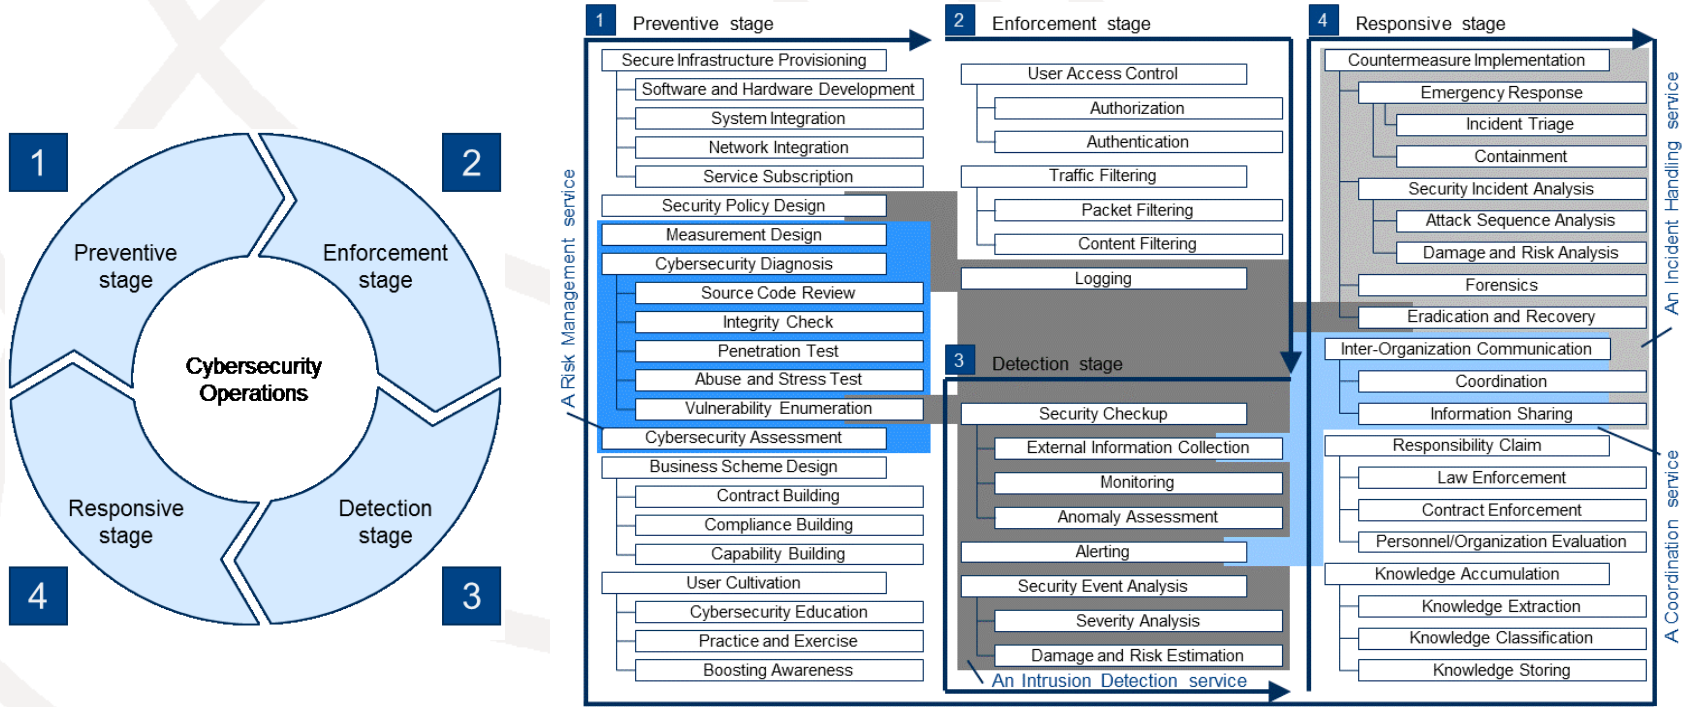 1
2
Preventive
stage
Enforcement
stage
Cybersecurity
Operations
Responsive
stage
Detection
stage
4
3
1 Preventive stage
Secure Infrastructure Provisioning
Software and Hardware Development
System Integration
Network Integration
Service Subscription
Security Policy Design
Measurement Design
Cybersecurity Diagnosis
Source Code Review
Integrity Check
Penetration Test
Abuse and Stress Test
Vulnerability Enumeration
Cybersecurity Assessment
Business Scheme Design
Contract Building
Compliance Building
Capability Building
User Cultivation
Cybersecurity Education
Practice and Exercise
Boosting Awareness
A Risk Management service
2 Enforcement stage
User Access Control
Authorization
Authentication
Traffic Filtering
Packet Filtering
Content Filtering
Logging
3 Detection stage
Security Checkup
External Information Collection
Monitoring
Anomaly Assessment
Alerting
Security Event Analysis
Severity Analysis
Damage and Risk Estimation
An Intrusion Detection service
4 Responsive stage
Countermeasure Implementation
Emergency Response
Incident Triage
Containment
Security Incident Analysis
Attack Sequence Analysis
Damage and Risk Analysis
Forensics
Eradication and Recovery
Inter-Organization Communication
Coordination
Information Sharing
Responsibility Claim
Law Enforcement
Contract Enforcement
Personnel/Organization Evaluation
Knowledge Accumulation
Knowledge Extraction
Knowledge Classification
Knowledge Storing
An Incident Handling service
A Coordination service